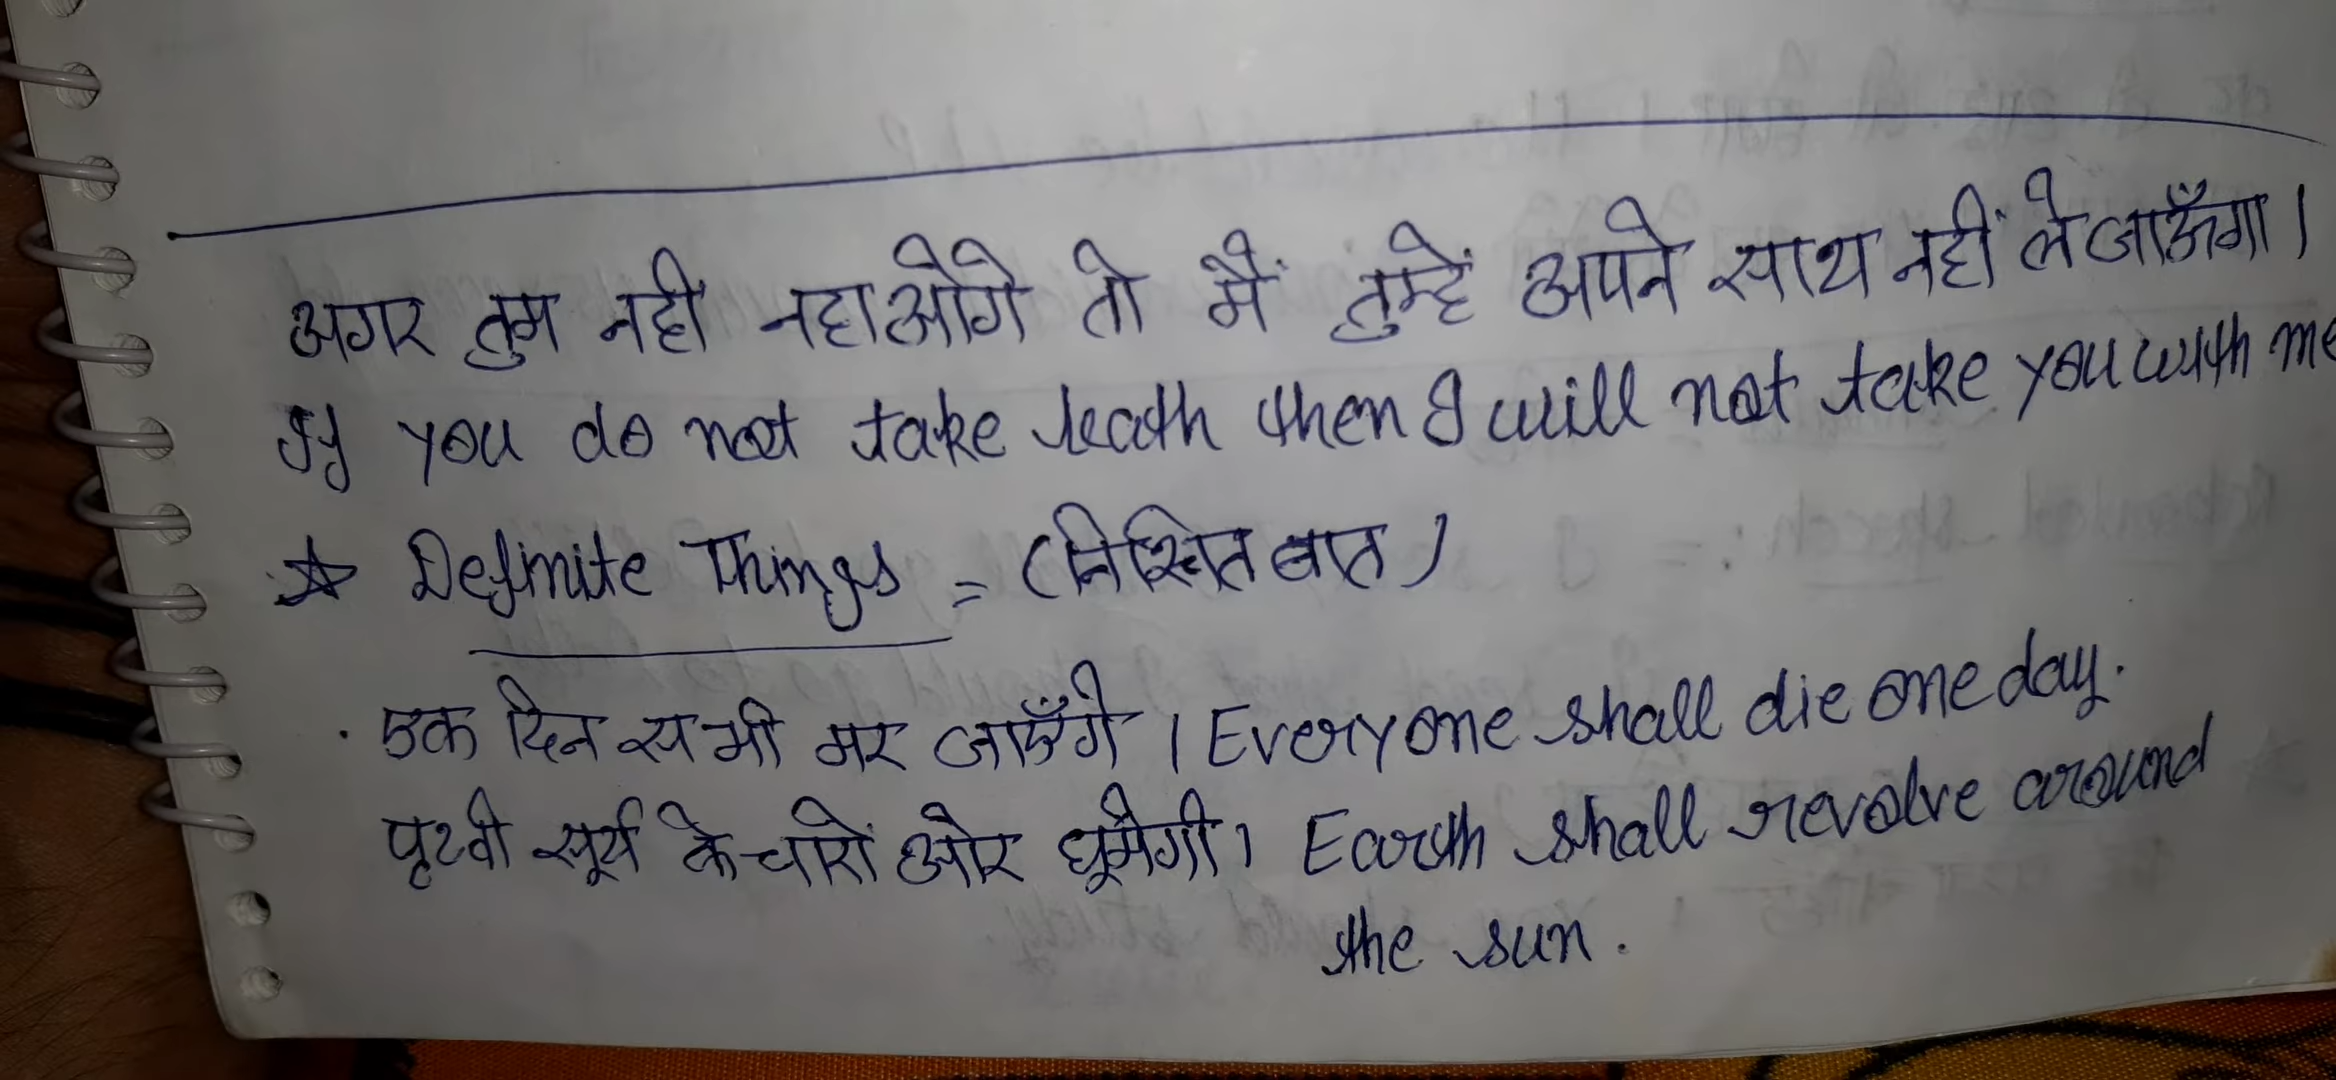 अगर तुम नहीं नहाओगे तो मैं तुम्हें अपने साथ नहीं ले जाऊँगा।
If you do not take bath then I will not take you with me
☆ Definite Things = (निश्चित बात)
. एक दिन सभी मर जाऊँगे । Everyone shall die one day.
पृथ्वी सूर्य के चारों ओर घूमेगी। Earth shall revolve around
the sun.